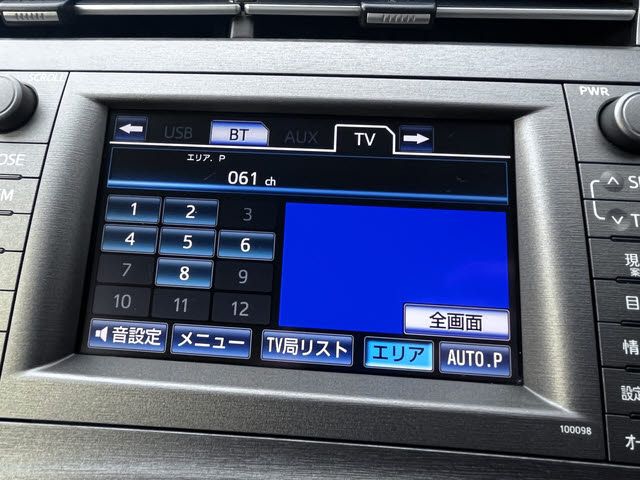 SCROLL
PWR
USB BT AUX TV
エリア. P
061 ch
1 2 3
4 5 6
7 8 9
10 11 12
全画面
音設定 メニュー TV局リスト エリア AUTO.P
100098